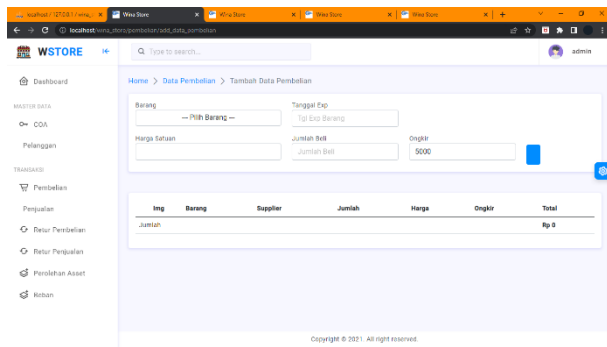 localhost / 127.0.0.1 / wina_s
Wina Store
Wina Store
Wina Store
Wina Store
localhost/wina_store/pembelian/add_data_pembelian
WSTORE
Type to search...
admin
Dashboard
Home > Data Pembelian > Tambah Data Pembelian
MASTER DATA
COA
Pelanggan
TRANSAKSI
Pembelian
Penjualan
Retur Pembelian
Retur Penjualan
Perolehan Asset
Beban
Barang
Tanggal Exp
--- Pilih Barang ---
Tgl Exp Barang
Harga Satuan
Jumlah Beli
Ongkir
Jumlah Beli
5000
Img Barang Supplier Jumlah Harga Ongkir Total
Jumlah Rp 0
Copyright © 2021. All right reserved.